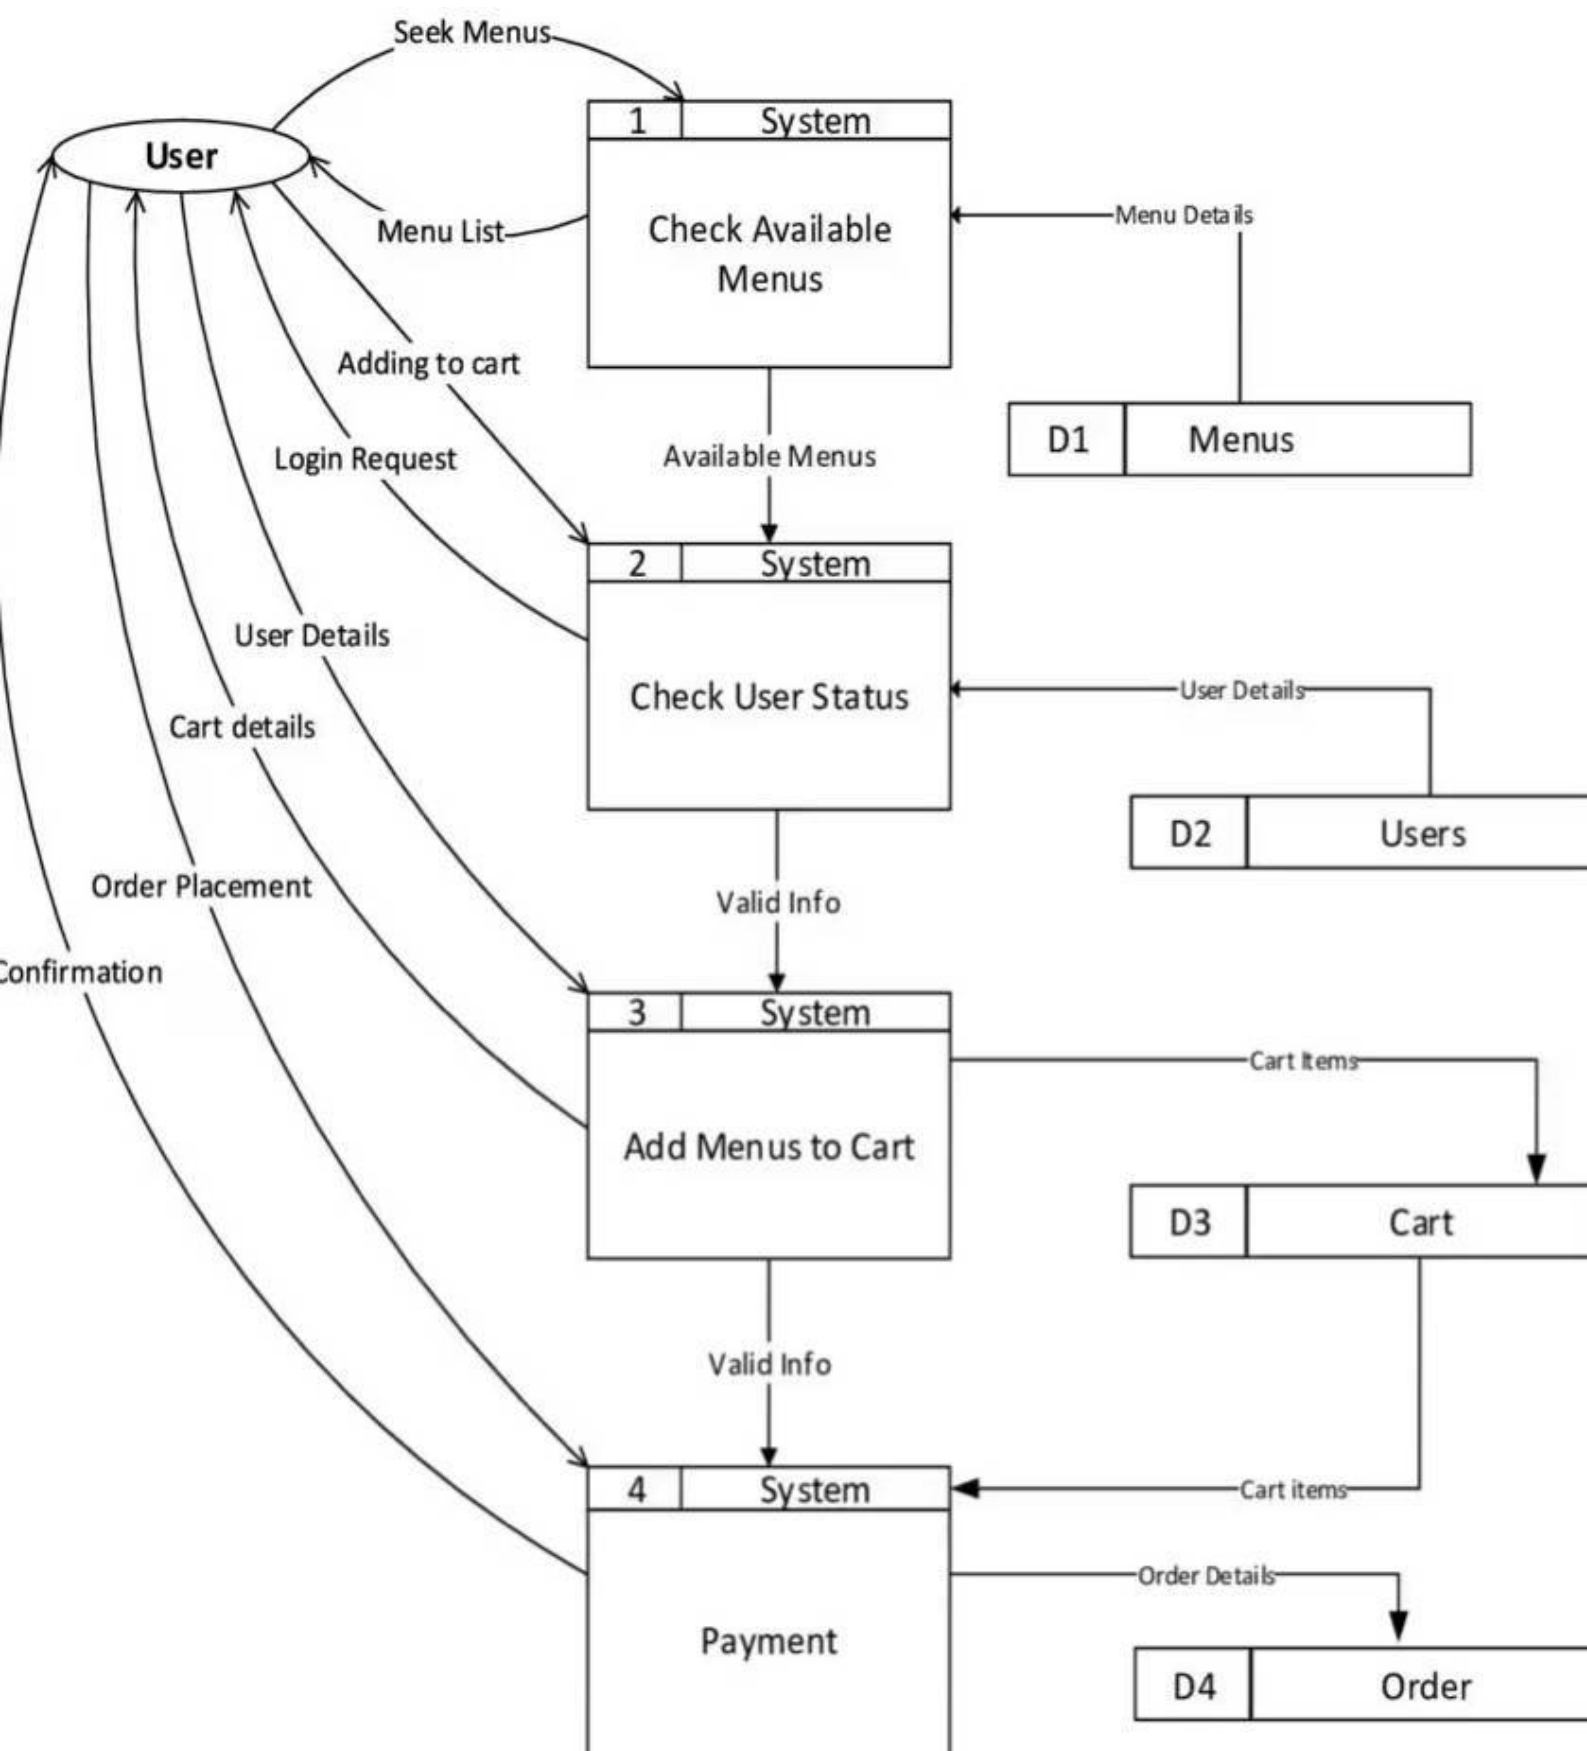 Seek Menus
1 System
User
Menu List
Check Available
Menus
Menu Details
Adding to cart
D1 Menus
Login Request
Available Menus
2 System
User Details
Check User Status
User Details
Cart details
D2 Users
Order Placement
Valid Info
Confirmation
3 System
Cart Items
Add Menus to Cart
D3 Cart
Valid Info
4 System
Cart items
Order Details
Payment
D4 Order